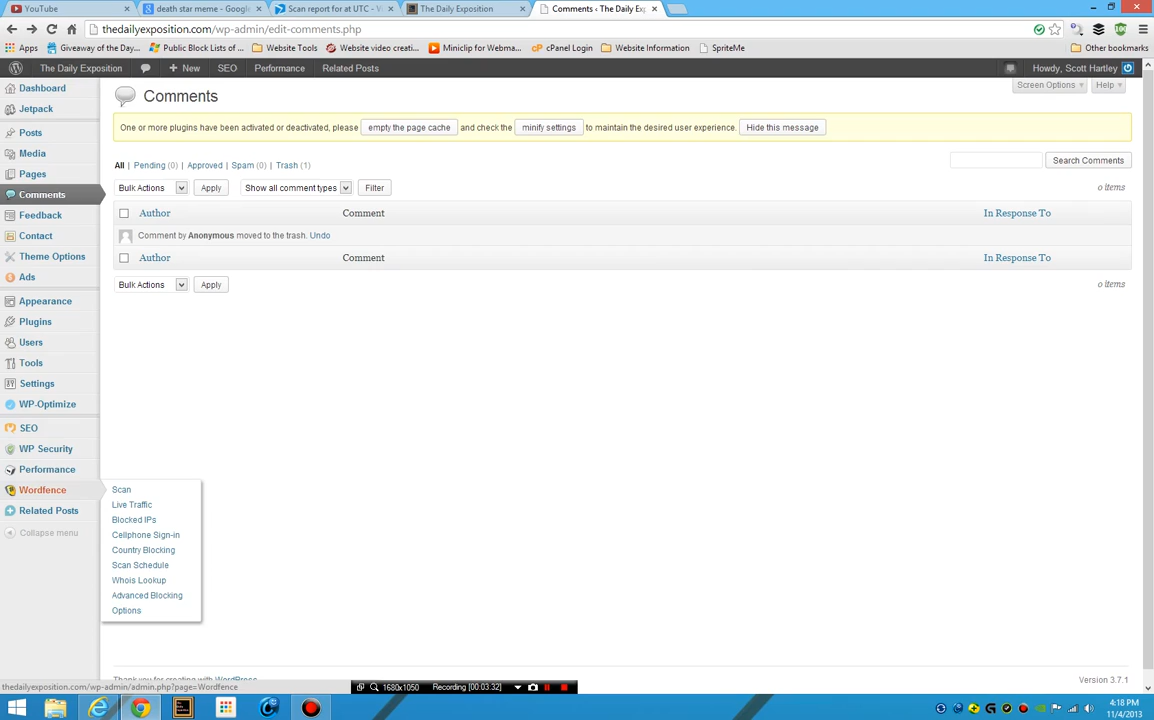 YouTube
death star meme - Google
Scan report for at UTC - W
The Daily Exposition
Comments ‹ The Daily Exp
thedailyexposition.com/wp-admin/edit-comments.php
Apps
Giveaway of the Day...
Public Block Lists of ...
Website Tools
Website video creati...
Miniclip for Webma...
cPanel Login
Website Information
SpriteMe
Other bookmarks
The Daily Exposition
+ New
SEO
Performance
Related Posts
Howdy, Scott Hartley
Dashboard
Jetpack
Posts
Media
Pages
Comments
Feedback
Contact
Theme Options
Ads
Appearance
Plugins
Users
Tools
Settings
WP-Optimize
SEO
WP Security
Performance
Wordfence
Related Posts
Collapse menu
Scan
Live Traffic
Blocked IPs
Cellphone Sign-in
Country Blocking
Scan Schedule
Whois Lookup
Advanced Blocking
Options
Comments
Screen Options
Help
One or more plugins have been activated or deactivated, please empty the page cache and check the minify settings to maintain the desired user experience. Hide this message
All | Pending (0) | Approved | Spam (0) | Trash (1)
Search Comments
Bulk Actions Apply Show all comment types Filter
0 items
Author Comment In Response To
Comment by Anonymous moved to the trash. Undo
Author Comment In Response To
Bulk Actions Apply
0 items
Thank you for creating with WordPress
Version 3.7.1
thedailyexposition.com/wp-admin/admin.php?page=Wordfence
1680x1050
Recording [00:03:32]
4:18 PM
11/4/2013